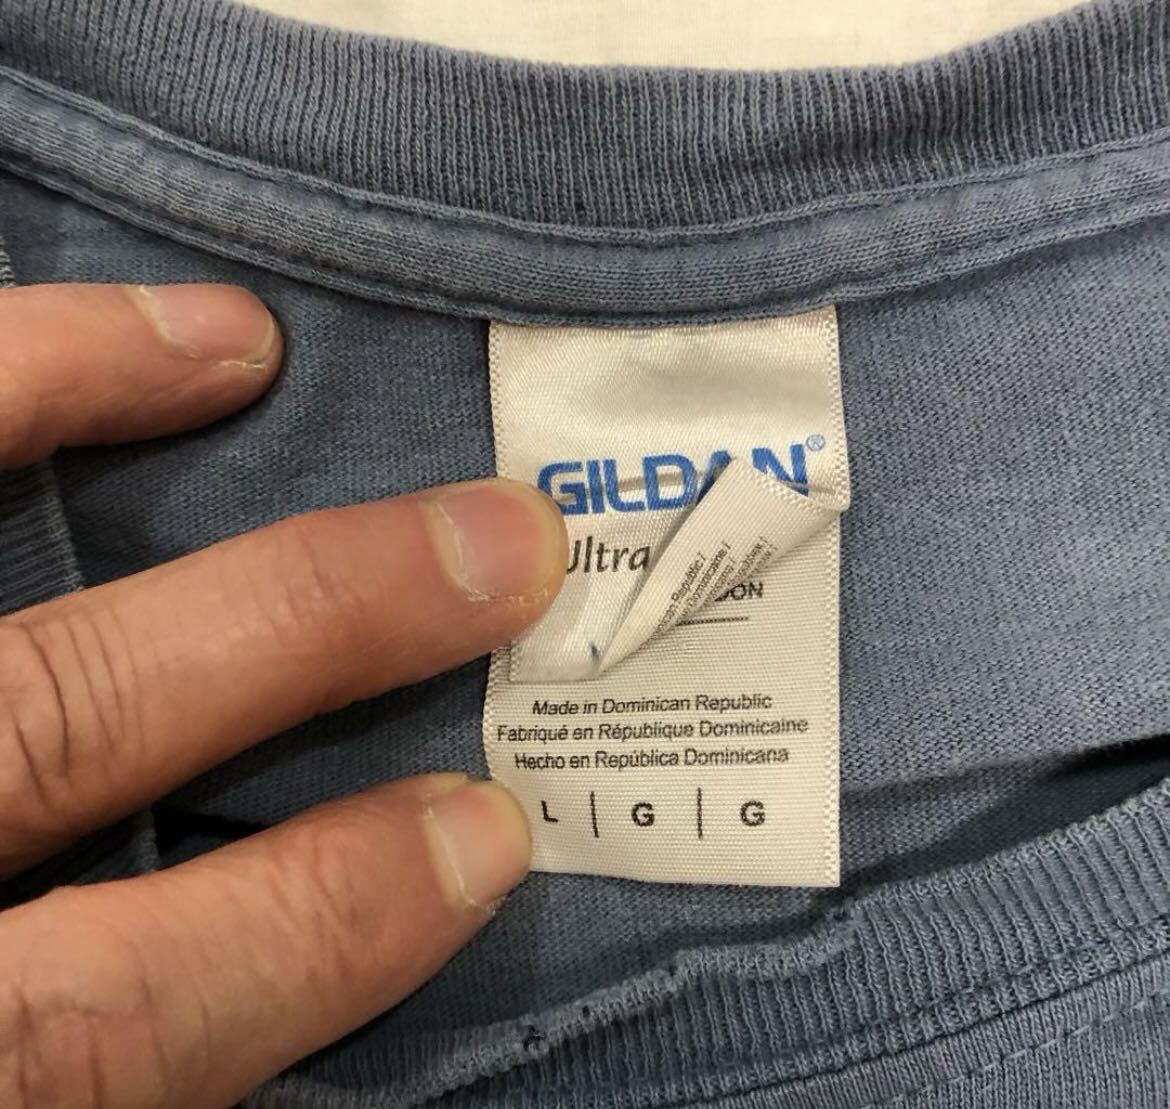 GILDAN®
Ultra
Made in Dominican Republic
Fabriqué en République Dominicaine
Hecho en República Dominicana
L | G | G